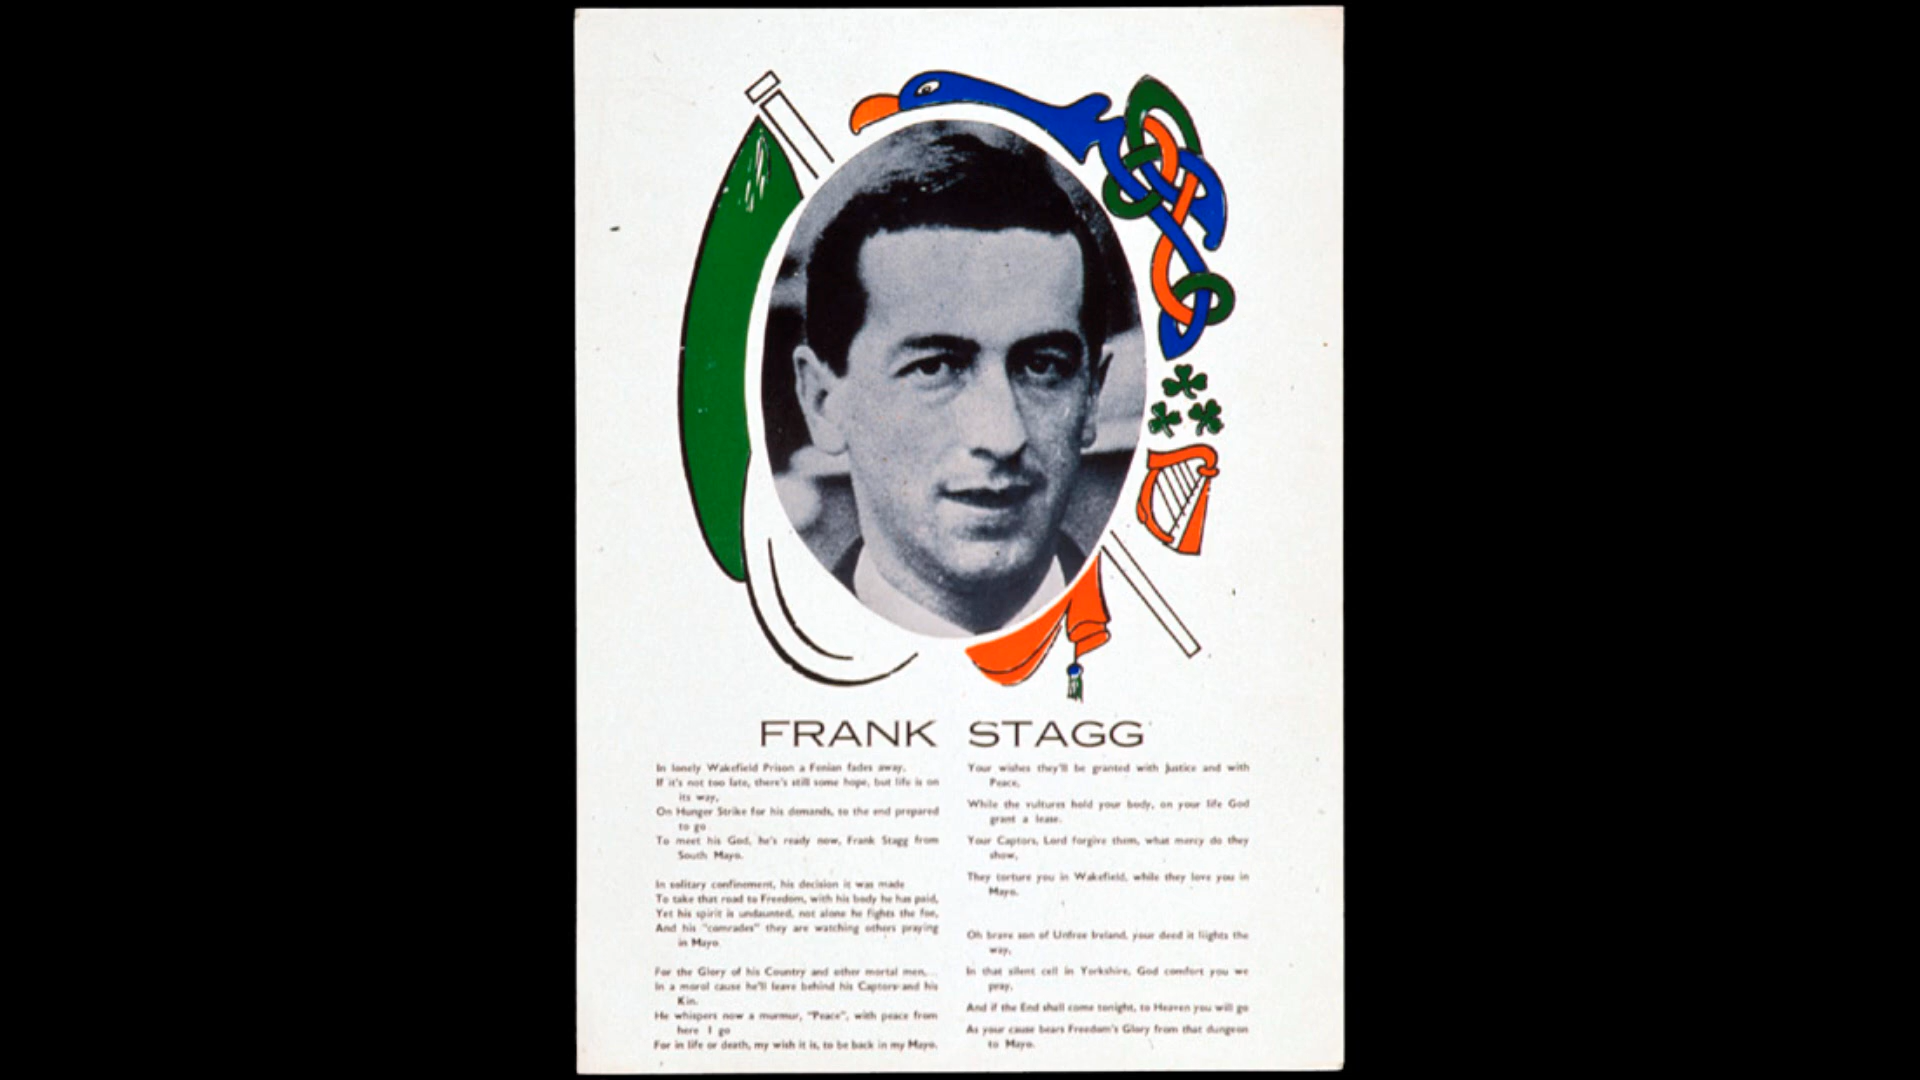 FRANK STAGG
In lonely Wakefield Prison a Fenian fades away,
If it's not too late, there's still some hope, but life is on
its way,
On Hunger Strike for his demands, to the end prepared
to go
To meet his God, he's ready now, Frank Stagg from
South Mayo.
In solitary confinement, his decision it was made
To take that road to Freedom, with his body he has paid,
Yet his spirit is undaunted, not alone he fights the foe,
And his "comrades" they are watching others praying
in Mayo.
For the Glory of his Country and other mortal men,...
In a moral cause he'll leave behind his Captors and his
Kin.
He whispers now a murmur, "Peace", with peace from
here I go
For in life or death, my wish it is, to be back in my Mayo.
Your wishes they'll be granted with Justice and with
Peace,
While the vultures hold your body, on your life God
grant a lease.
Your Captors, Lord forgive them, what mercy do they
show,
They torture you in Wakefield, while they love you in
Mayo.
Oh brave son of Unfree Ireland, your deed it liights the
way,
In that silent cell in Yorkshire, God comfort you we
pray,
And if the End shall come tonight, to Heaven you will go
As your cause bears Freedom's Glory from that dungeon
to Mayo.